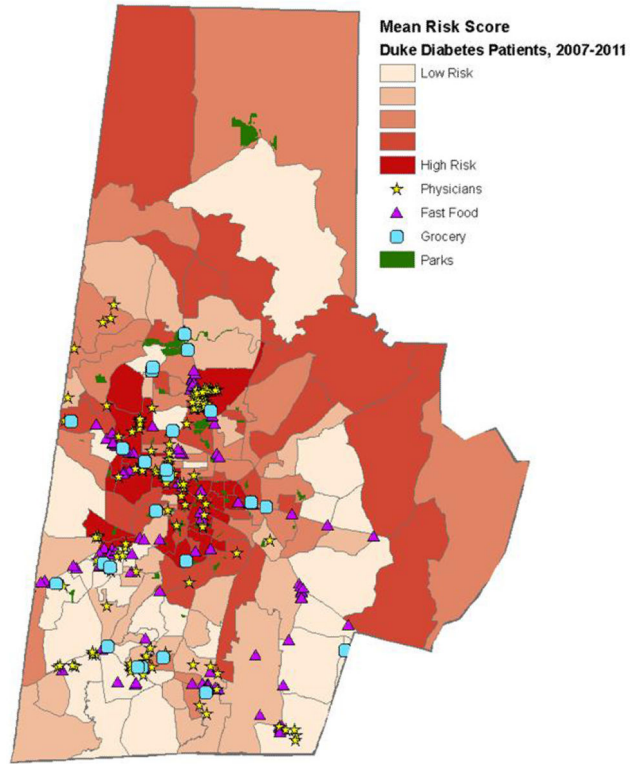 Mean Risk Score
Duke Diabetes Patients, 2007-2011
Low Risk
High Risk
Physicians
Fast Food
Grocery
Parks